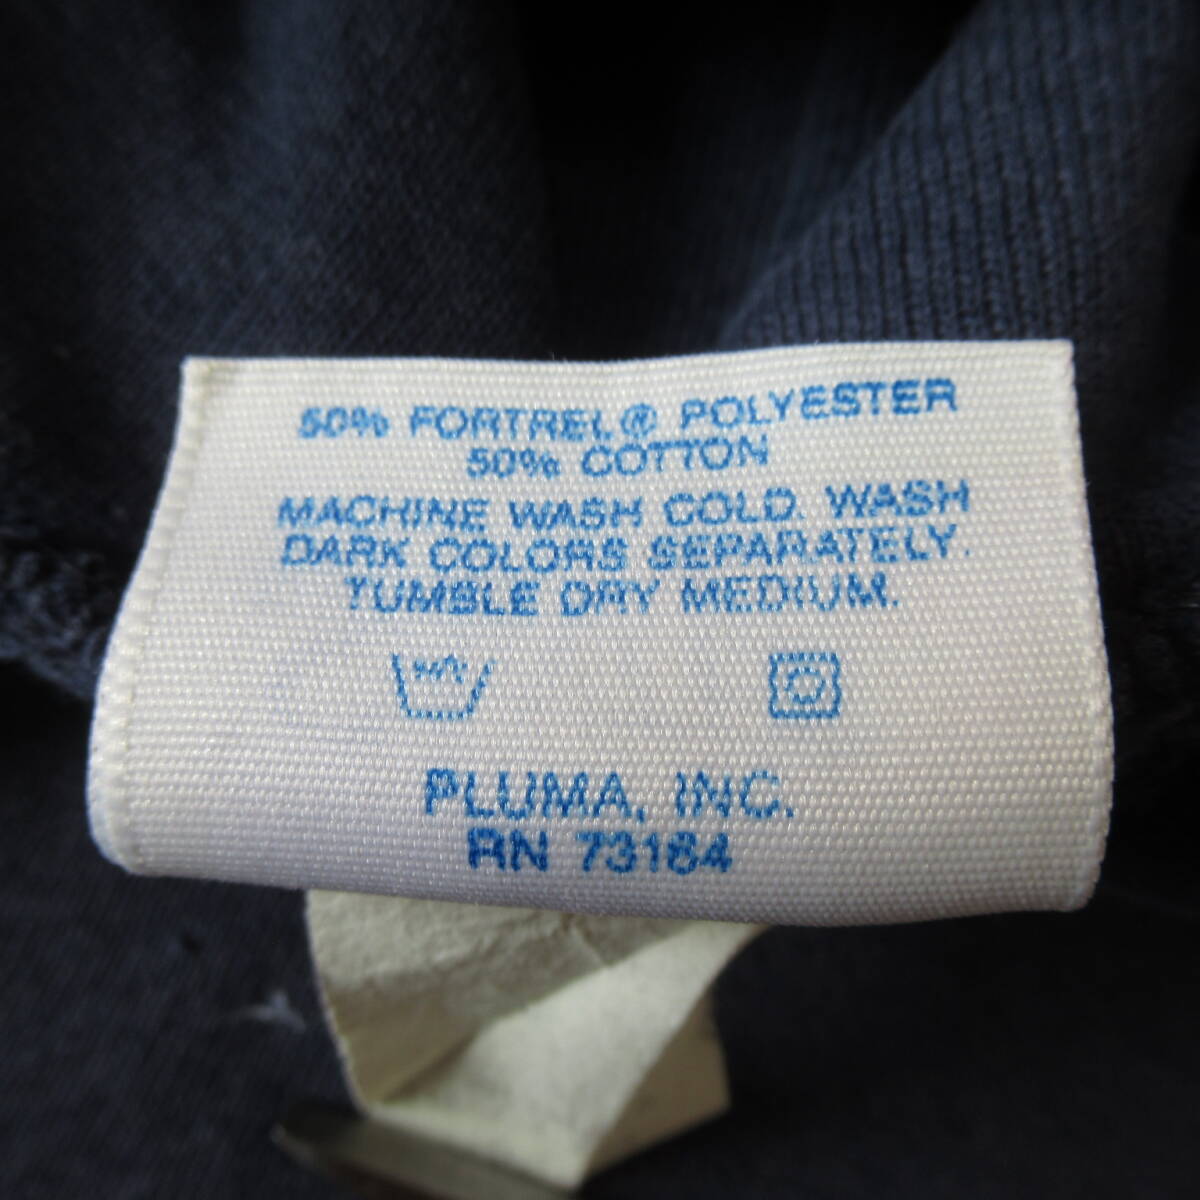 50% FORTREL® POLYESTER
50% COTTON
MACHINE WASH COLD. WASH
DARK COLORS SEPARATELY.
TUMBLE DRY MEDIUM.
PLUMA, INC.
RN 73184